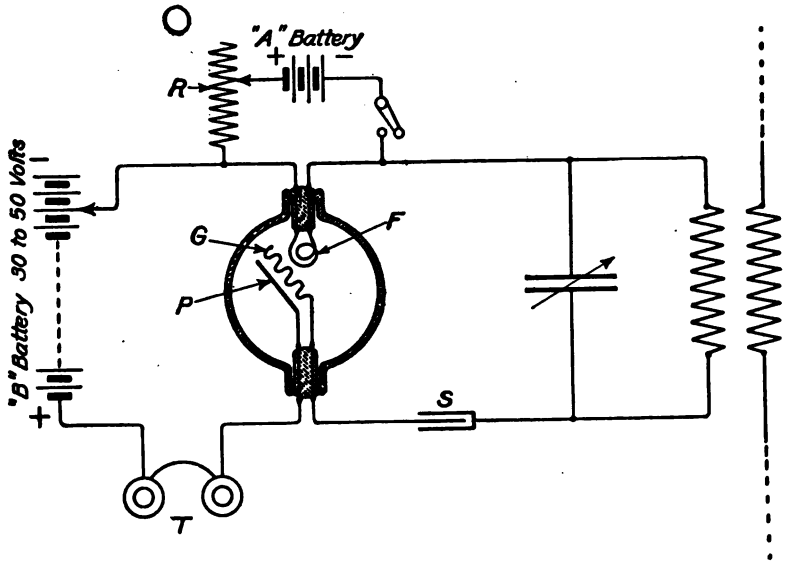 "A" Battery
+ −
R
− "B" Battery 30 to 50 Volts +
G
F
P
S
T